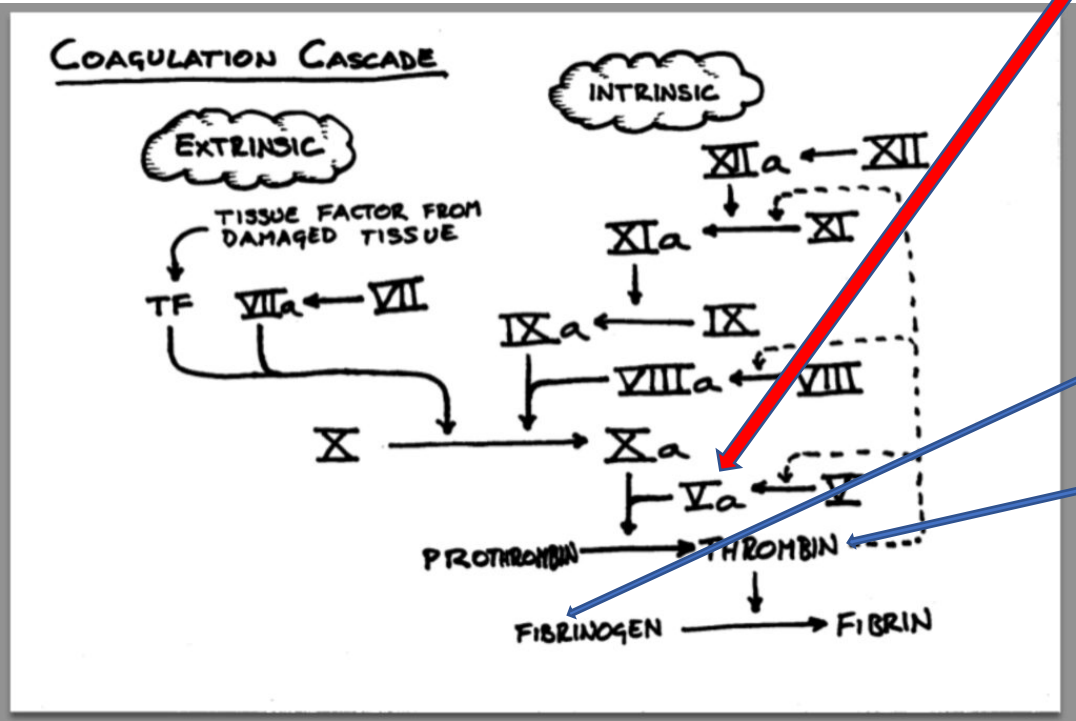 COAGULATION CASCADE
EXTRINSIC
INTRINSIC
XIIa XII
TISSUE FACTOR FROM
DAMAGED TISSUE
XIa XI
TF VIIa VII
IXa IX
VIIIa VIII
X Xa
Va V
PROTHROMBIN THROMBIN
FIBRINOGEN FIBRIN